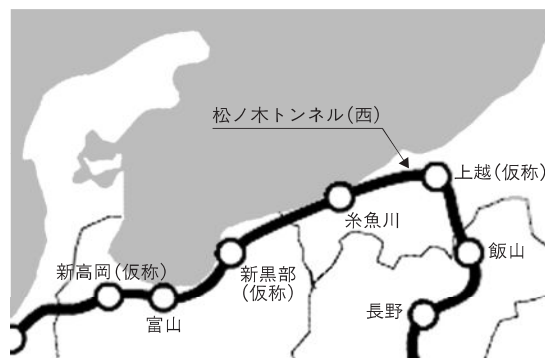 松ノ木トンネル(西)
上越(仮称)
糸魚川
飯山
新黒部
(仮称)
新高岡(仮称)
富山
長野